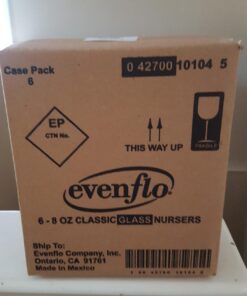 Case Pack
6
0 42700 10104 5
EP
CTN No.
THIS WAY UP
FRAGILE
evenflo®
6 - 8 OZ CLASSIC GLASS NURSERS
Ship To:
Evenflo Company, Inc.
Ontario, CA 91761
Made in Mexico